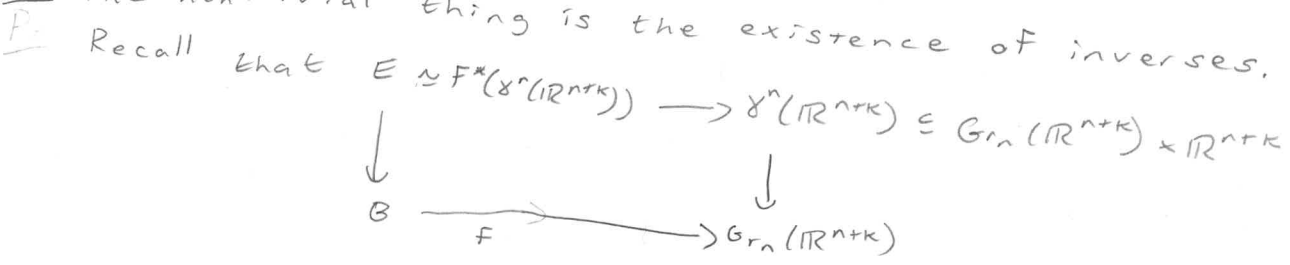 P. thing is the existence of inverses.
Recall that E ≃ F*(γⁿ(ℝⁿ⁺ᵏ)) ⟶ γⁿ(ℝⁿ⁺ᵏ) ⊆ Grₙ(ℝⁿ⁺ᵏ) × ℝⁿ⁺ᵏ
↓ ↓
B ⟶ Grₙ(ℝⁿ⁺ᵏ)
F